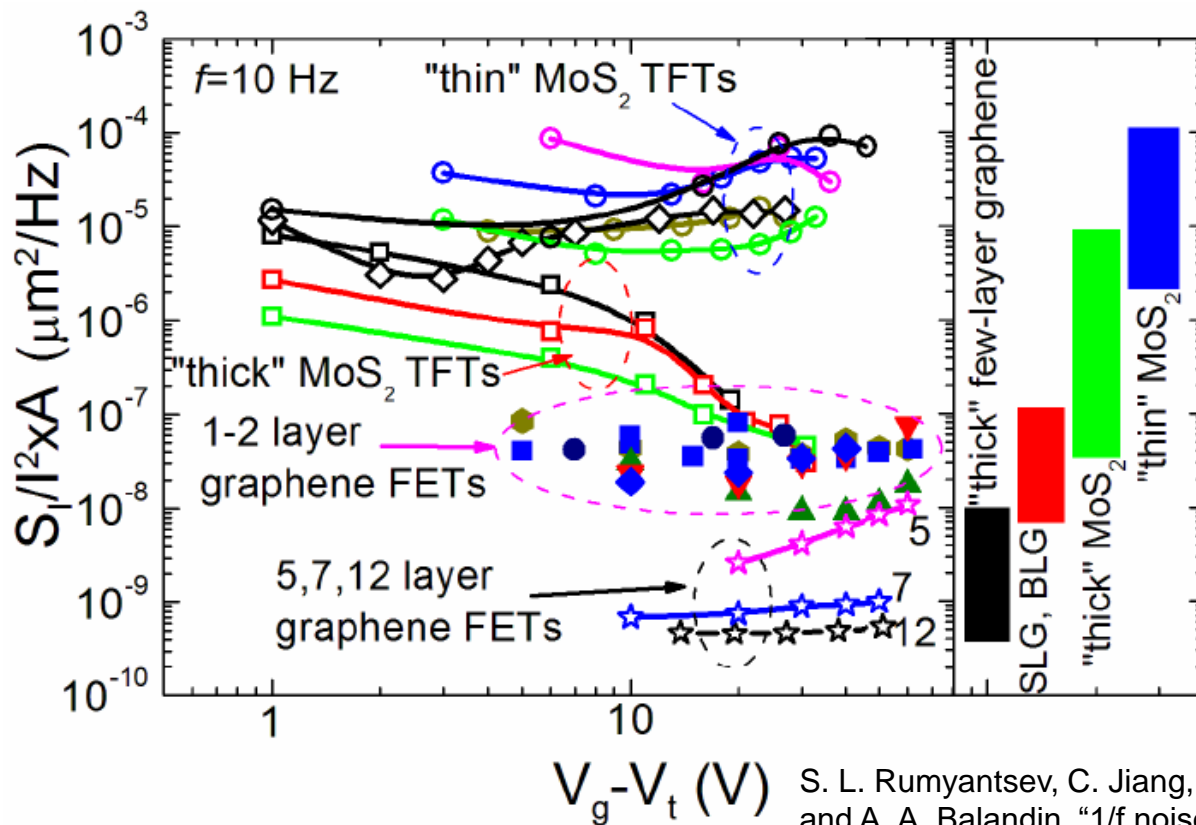 10⁻³
10⁻⁴
10⁻⁵
10⁻⁶
10⁻⁷
10⁻⁸
10⁻⁹
10⁻¹⁰
S_I/I²xA (μm²/Hz)
f=10 Hz
"thin" MoS₂ TFTs
"thick" MoS₂ TFTs
1-2 layer
graphene FETs
5,7,12 layer
graphene FETs
5
7
12
1
10
V_g-V_t (V)
"thick" few-layer graphene
SLG, BLG
"thick" MoS₂
"thin" MoS₂
S. L. Rumyantsev, C. Jiang,
and A. A. Balandin, “1/f noise